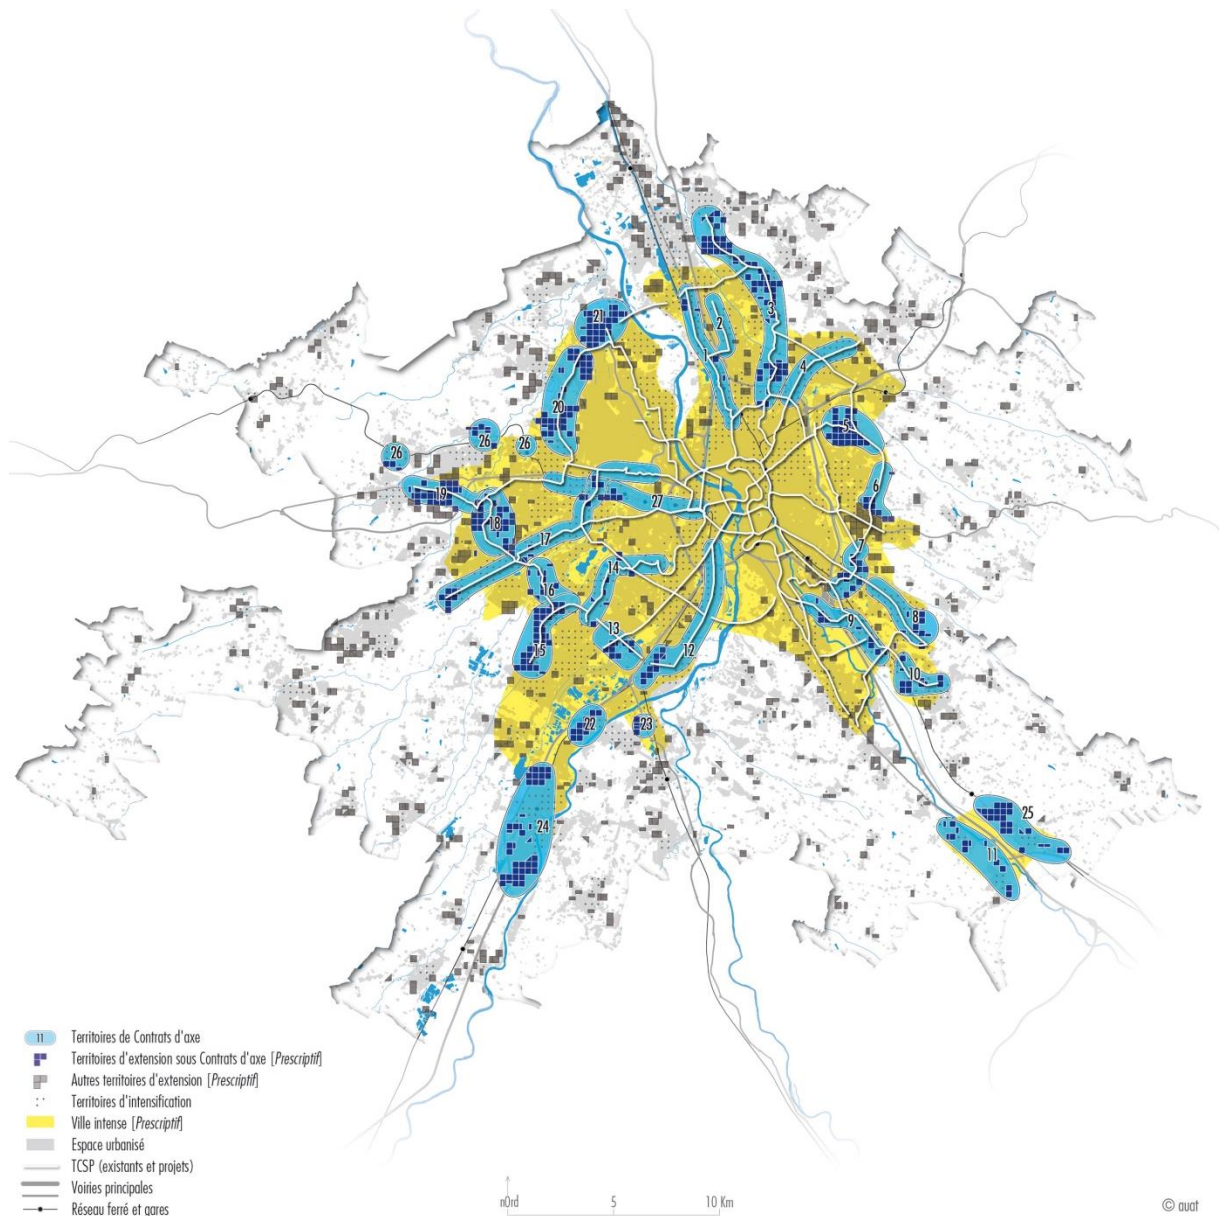 21
2
3
1
4
20
5
26
26
26
19
6
27
18
17
7
14
16
8
9
13
15
12
10
22
23
24
25
11
11 Territoires de Contrats d'axe
Territoires d'extension sous Contrats d'axe [Prescriptif]
Autres territoires d'extension [Prescriptif]
Territoires d'intensification
Ville intense [Prescriptif]
Espace urbanisé
TCSP (existants et projets)
Voiries principales
Réseau ferré et gares
nOrd 5 10 Km
© auat